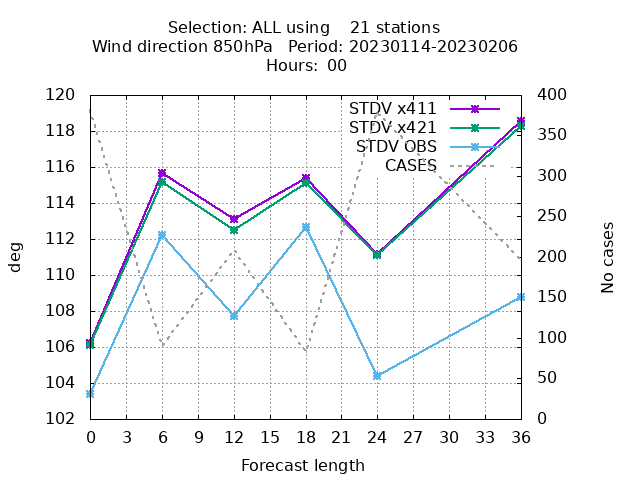 Selection: ALL using    21 stations
Wind direction 850hPa   Period: 20230114-20230206
Hours: 00
STDV x411
STDV x421
STDV OBS
CASES
120
118
116
114
112
110
108
106
104
102
400
350
300
250
200
150
100
50
0
deg
No cases
0 3 6 9 12 15 18 21 24 27 30 33 36
Forecast length